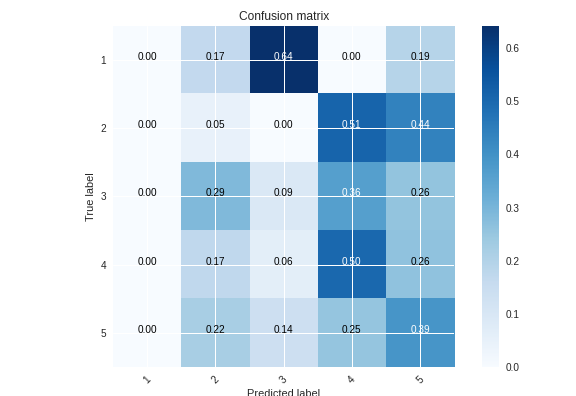 Confusion matrix
1 0.00 0.17 0.64 0.00 0.19
2 0.00 0.05 0.00 0.51 0.44
3 0.00 0.29 0.09 0.36 0.26
4 0.00 0.17 0.06 0.50 0.26
5 0.00 0.22 0.14 0.25 0.39
True label
1 2 3 4 5
Predicted label
0.6
0.5
0.4
0.3
0.2
0.1
0.0